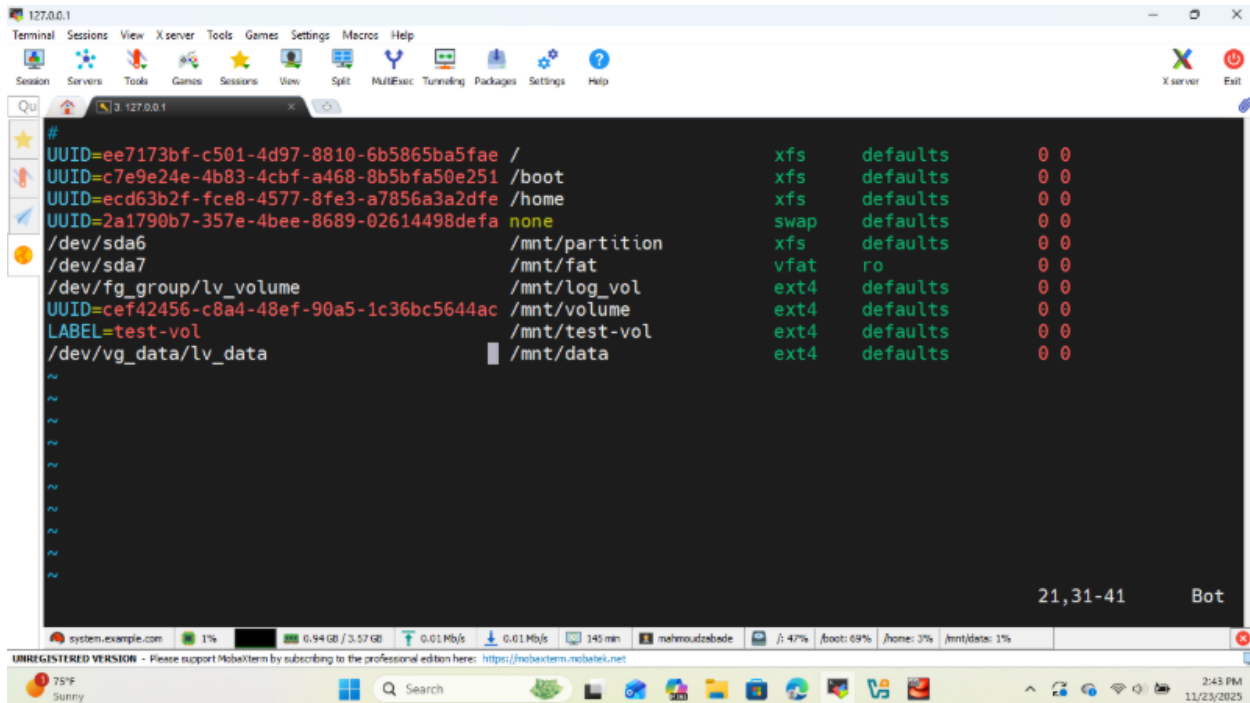 127.0.0.1
Terminal Sessions View X server Tools Games Settings Macros Help
Session Servers Tools Games Sessions View Split MultiExec Tunneling Packages Settings Help X server Exit
Qu 3. 127.0.0.1
#
UUID=ee7173bf-c501-4d97-8810-6b5865ba5fae / xfs defaults 0 0
UUID=c7e9e24e-4b83-4cbf-a468-8b5bfa50e251 /boot xfs defaults 0 0
UUID=ecd63b2f-fce8-4577-8fe3-a7856a3a2dfe /home xfs defaults 0 0
UUID=2a1790b7-357e-4bee-8689-02614498defa none swap defaults 0 0
/dev/sda6 /mnt/partition xfs defaults 0 0
/dev/sda7 /mnt/fat vfat ro 0 0
/dev/fg_group/lv_volume /mnt/log_vol ext4 defaults 0 0
UUID=cef42456-c8a4-48ef-90a5-1c36bc5644ac /mnt/volume ext4 defaults 0 0
LABEL=test-vol /mnt/test-vol ext4 defaults 0 0
/dev/vg_data/lv_data /mnt/data ext4 defaults 0 0
~
~
~
~
~
~
~
~
~
~
21,31-41 Bot
system.example.com 1% 0.94 GB / 3.57 GB 0.01 Mb/s 0.01 Mb/s 145 min mahmoudzabade /: 47% /boot: 69% /home: 3% /mnt/data: 1%
UNREGISTERED VERSION - Please support MobaXterm by subscribing to the professional edition here: https://mobaxterm.mobatek.net
1 75°F Search 2:43 PM
Sunny 11/23/2025